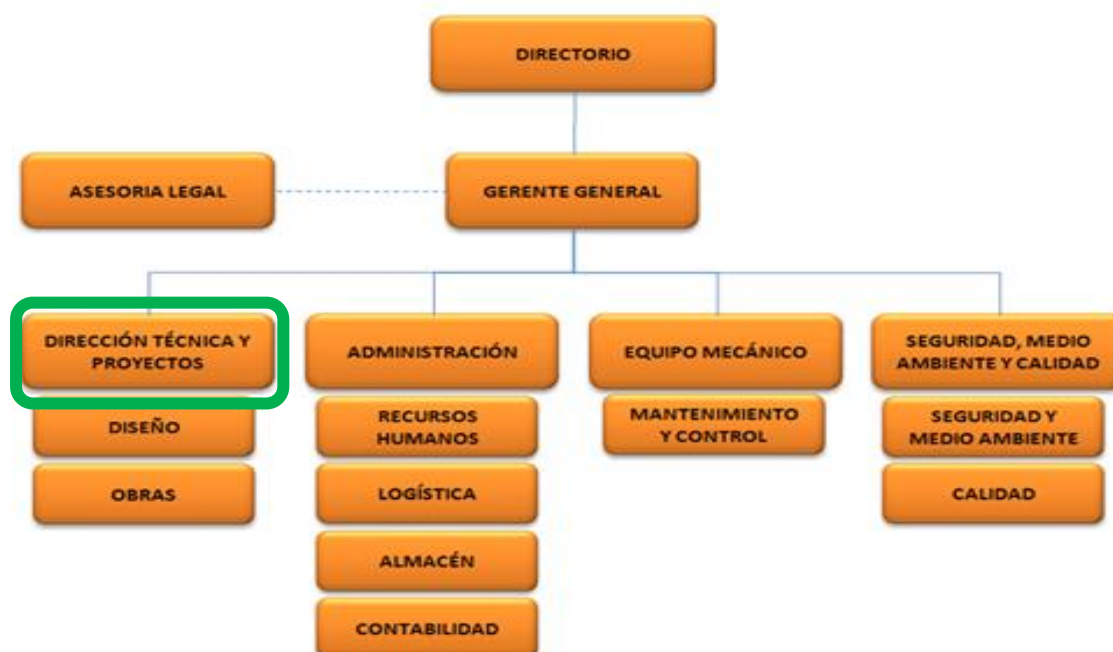 DIRECTORIO
ASESORIA LEGAL
GERENTE GENERAL
DIRECCIÓN TÉCNICA Y
PROYECTOS
DISEÑO
OBRAS
ADMINISTRACIÓN
RECURSOS
HUMANOS
LOGÍSTICA
ALMACÉN
CONTABILIDAD
EQUIPO MECÁNICO
MANTENIMIENTO
Y CONTROL
SEGURIDAD, MEDIO
AMBIENTE Y CALIDAD
SEGURIDAD Y
MEDIO AMBIENTE
CALIDAD